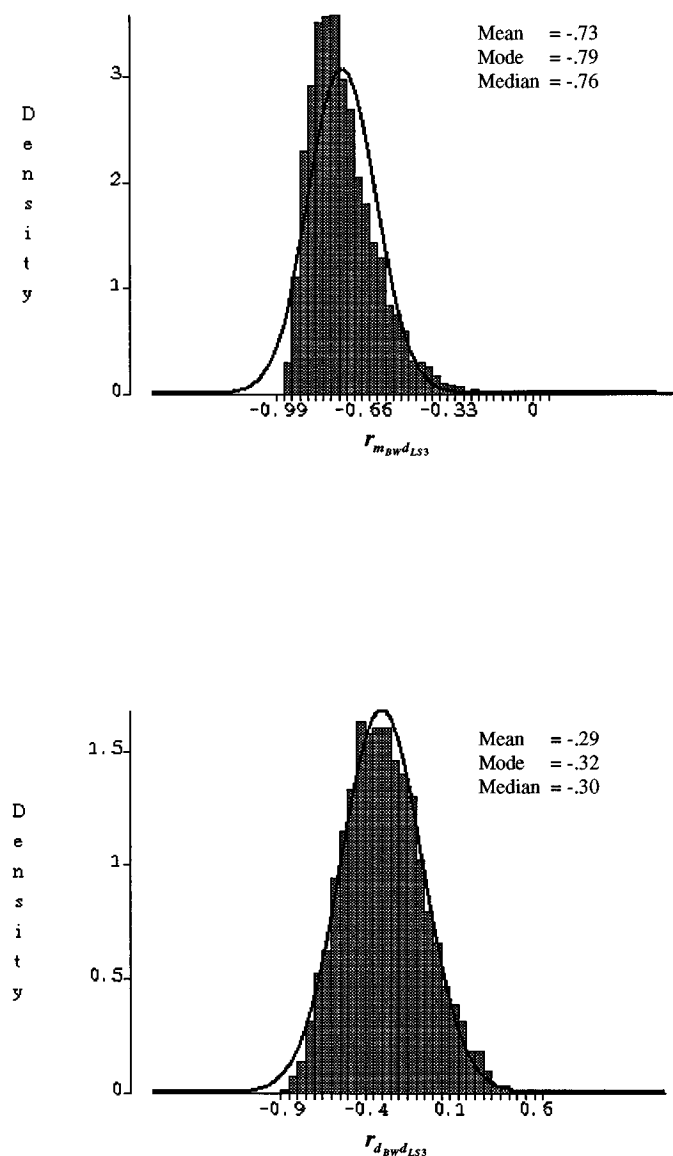 Mean = -.73
Mode = -.79
Median = -.76
Density
3
2
1
0
-0.99 -0.66 -0.33 0
r_{m_{BW}d_{LS3}}
Mean = -.29
Mode = -.32
Median = -.30
Density
1.5
1
0.5
0
-0.9 -0.4 0.1 0.6
r_{d_{BW}d_{LS3}}